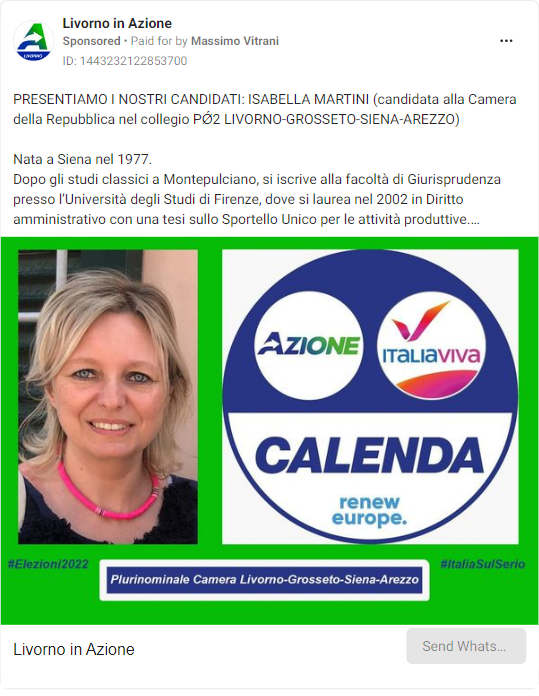 Livorno in Azione
Sponsored • Paid for by Massimo Vitrani
ID: 1443232122853700
PRESENTIAMO I NOSTRI CANDIDATI: ISABELLA MARTINI (candidata alla Camera
della Repubblica nel collegio PǾ2 LIVORNO-GROSSETO-SIENA-AREZZO)
Nata a Siena nel 1977.
Dopo gli studi classici a Montepulciano, si iscrive alla facoltà di Giurisprudenza
presso l’Università degli Studi di Firenze, dove si laurea nel 2002 in Diritto
amministrativo con una tesi sullo Sportello Unico per le attività produttive.…
LIVORNO
AZIONE
ITALIAVIVA
CALENDA
renew
europe.
#Elezioni2022
#ItaliaSulSerio
Plurinominale Camera Livorno-Grosseto-Siena-Arezzo
Livorno in Azione
Send Whats…